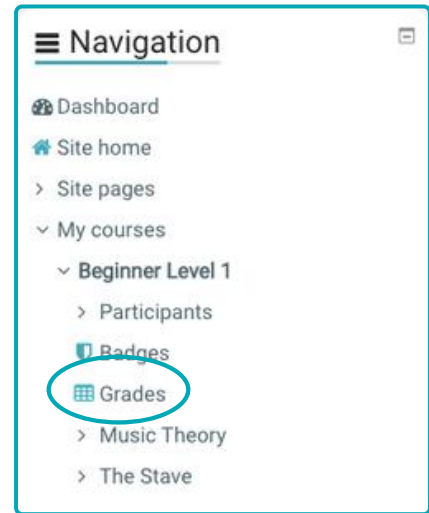 Navigation
Dashboard
Site home
Site pages
My courses
Beginner Level 1
Participants
Badges
Grades
Music Theory
The Stave